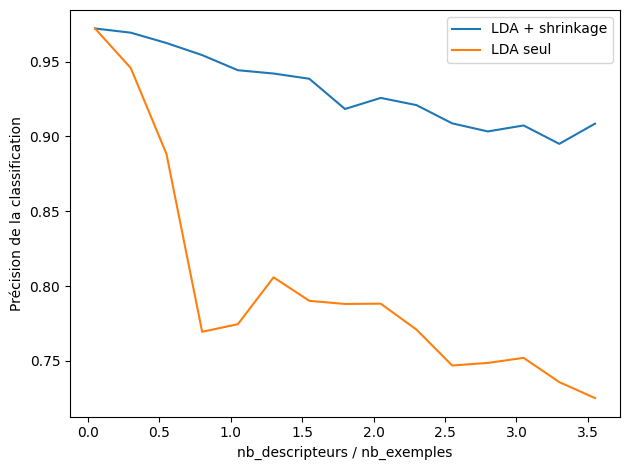 LDA + shrinkage
LDA seul
Précision de la classification
0.95
0.90
0.85
0.80
0.75
0.0 0.5 1.0 1.5 2.0 2.5 3.0 3.5
nb_descripteurs / nb_exemples